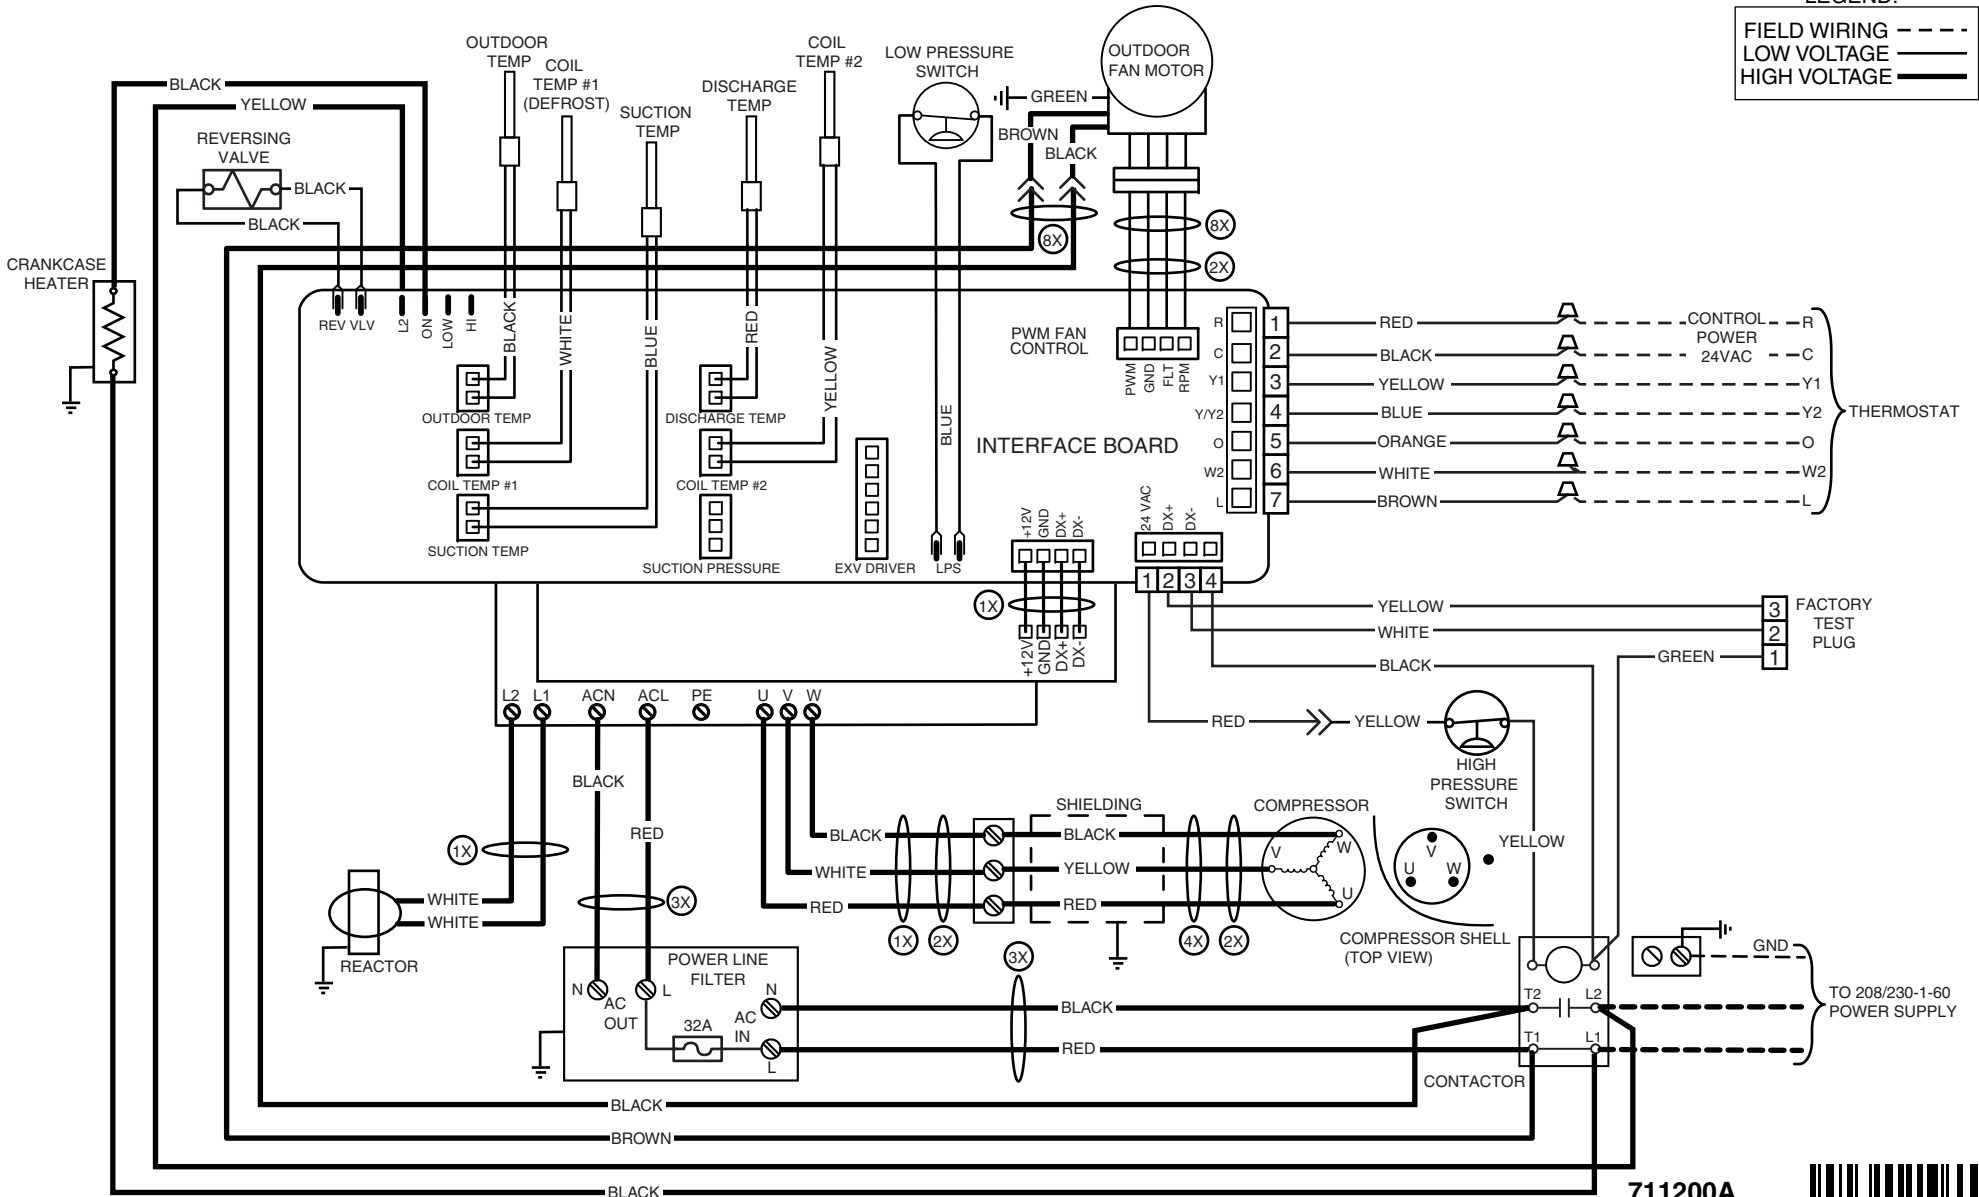 LEGEND:
FIELD WIRING
LOW VOLTAGE
HIGH VOLTAGE
OUTDOOR
TEMP
COIL
TEMP #1
(DEFROST)
SUCTION
TEMP
DISCHARGE
TEMP
COIL
TEMP #2
LOW PRESSURE
SWITCH
OUTDOOR
FAN MOTOR
GREEN
BROWN
BLACK
BLACK
YELLOW
REVERSING
VALVE
BLACK
BLACK
8X
8X
2X
CRANKCASE
HEATER
REV VLV
L2
ON
LOW
HI
BLACK
WHITE
BLUE
RED
YELLOW
BLUE
OUTDOOR TEMP
COIL TEMP #1
SUCTION TEMP
DISCHARGE TEMP
COIL TEMP #2
SUCTION PRESSURE
EXV DRIVER
LPS
PWM FAN
CONTROL
PWM
GND
FLT
RPM
INTERFACE BOARD
R 1 RED CONTROL R
POWER
C 2 BLACK 24VAC C
Y1 3 YELLOW Y1
Y/Y2 4 BLUE Y2
O 5 ORANGE O
W2 6 WHITE W2
L 7 BROWN L
THERMOSTAT
+12V
GND
DX+
DX-
24 VAC
DX+
DX-
1 2 3 4
1X
+12V
GND
DX+
DX-
YELLOW 3
WHITE 2
BLACK
GREEN 1
FACTORY
TEST
PLUG
RED
YELLOW
HIGH
PRESSURE
SWITCH
YELLOW
L2 L1 ACN ACL PE U V W
BLACK
RED
1X
WHITE
WHITE
REACTOR
3X
BLACK
WHITE
RED
1X
2X
SHIELDING
BLACK
YELLOW
RED
4X
2X
COMPRESSOR
V
W
U
V
U
W
COMPRESSOR SHELL
(TOP VIEW)
POWER LINE
FILTER
N
L
AC
OUT
32A
N
AC
IN
L
3X
BLACK
RED
T2
L2
T1
L1
CONTACTOR
GND
TO 208/230-1-60
POWER SUPPLY
BLACK
BROWN
BLACK
711200A